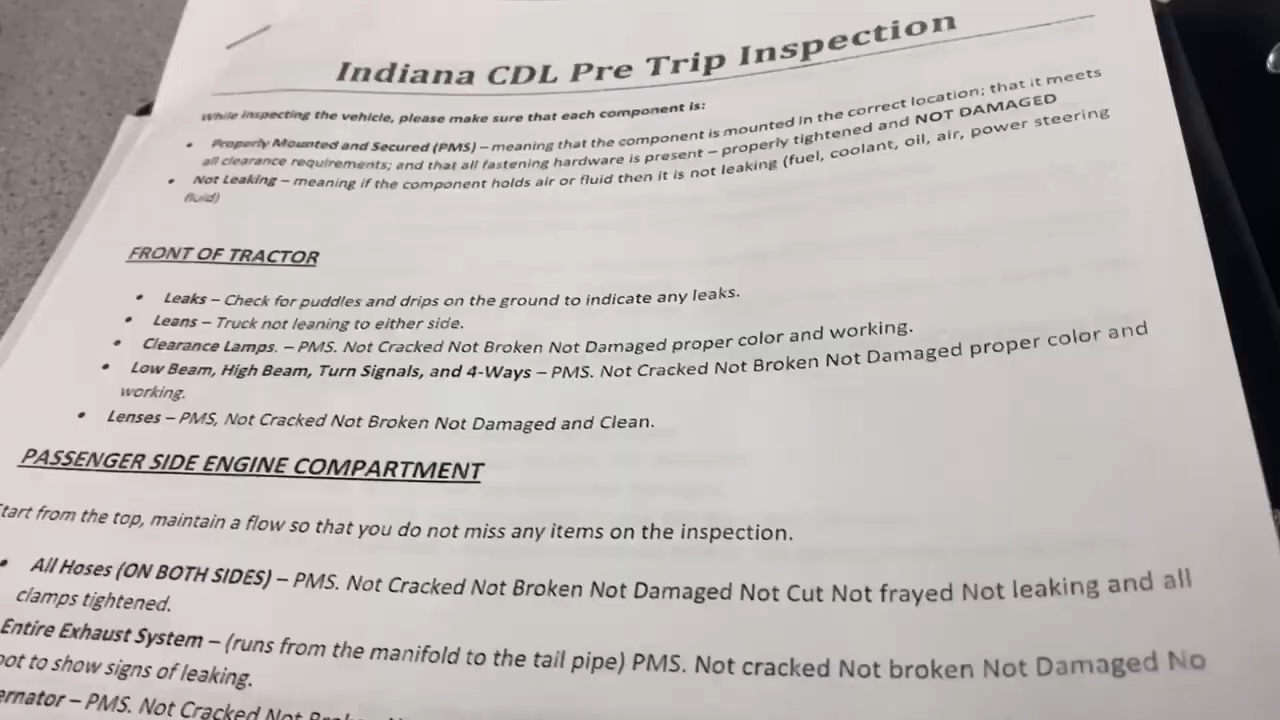 Indiana CDL Pre Trip Inspection
While inspecting the vehicle, please make sure that each component is:
• Properly Mounted and Secured (PMS) – meaning that the component is mounted in the correct location; that it meets
all clearance requirements; and that all fastening hardware is present – properly tightened and NOT DAMAGED
• Not Leaking – meaning if the component holds air or fluid then it is not leaking (fuel, coolant, oil, air, power steering
fluid)
FRONT OF TRACTOR
• Leaks – Check for puddles and drips on the ground to indicate any leaks.
• Leans – Truck not leaning to either side.
• Clearance Lamps. – PMS. Not Cracked Not Broken Not Damaged proper color and working.
• Low Beam, High Beam, Turn Signals, and 4-Ways – PMS. Not Cracked Not Broken Not Damaged proper color and
working.
• Lenses – PMS, Not Cracked Not Broken Not Damaged and Clean.
PASSENGER SIDE ENGINE COMPARTMENT
tart from the top, maintain a flow so that you do not miss any items on the inspection.
• All Hoses (ON BOTH SIDES) – PMS. Not Cracked Not Broken Not Damaged Not Cut Not frayed Not leaking and all
clamps tightened.
Entire Exhaust System – (runs from the manifold to the tail pipe) PMS. Not cracked Not broken Not Damaged No
oot to show signs of leaking.
ernator – PMS. Not Cracked Not